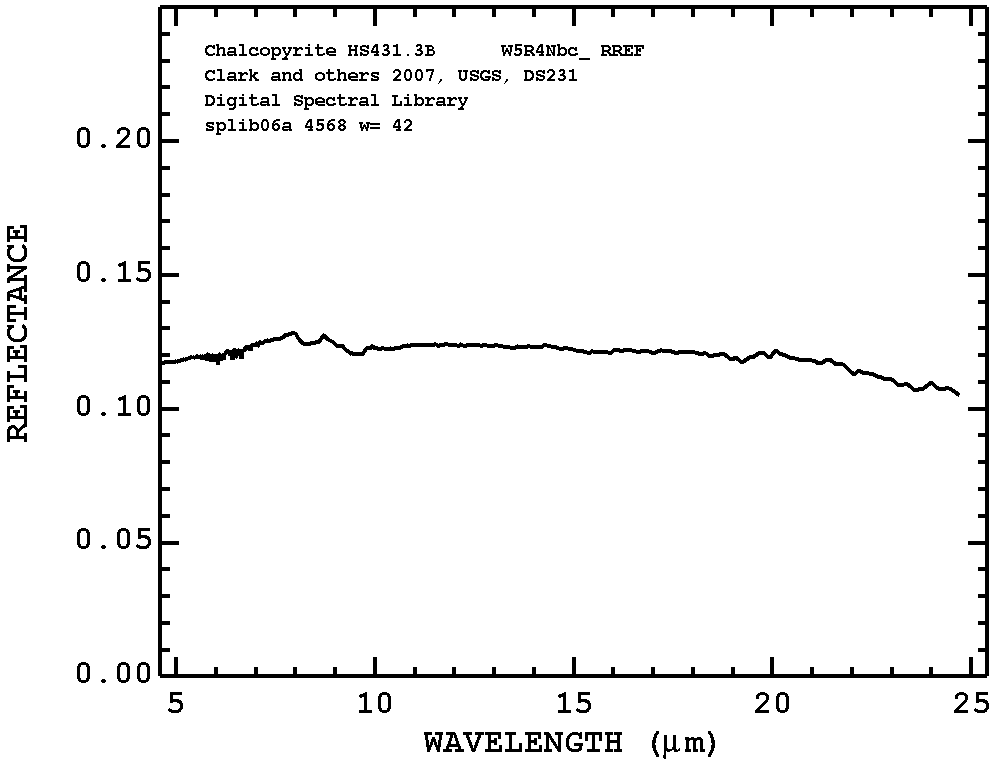 Chalcopyrite HS431.3B W5R4Nbc_ RREF
Clark and others 2007, USGS, DS231
Digital Spectral Library
splib06a 4568 w= 42
REFLECTANCE
0.20
0.15
0.10
0.05
0.00
5 10 15 20 25
WAVELENGTH (µm)